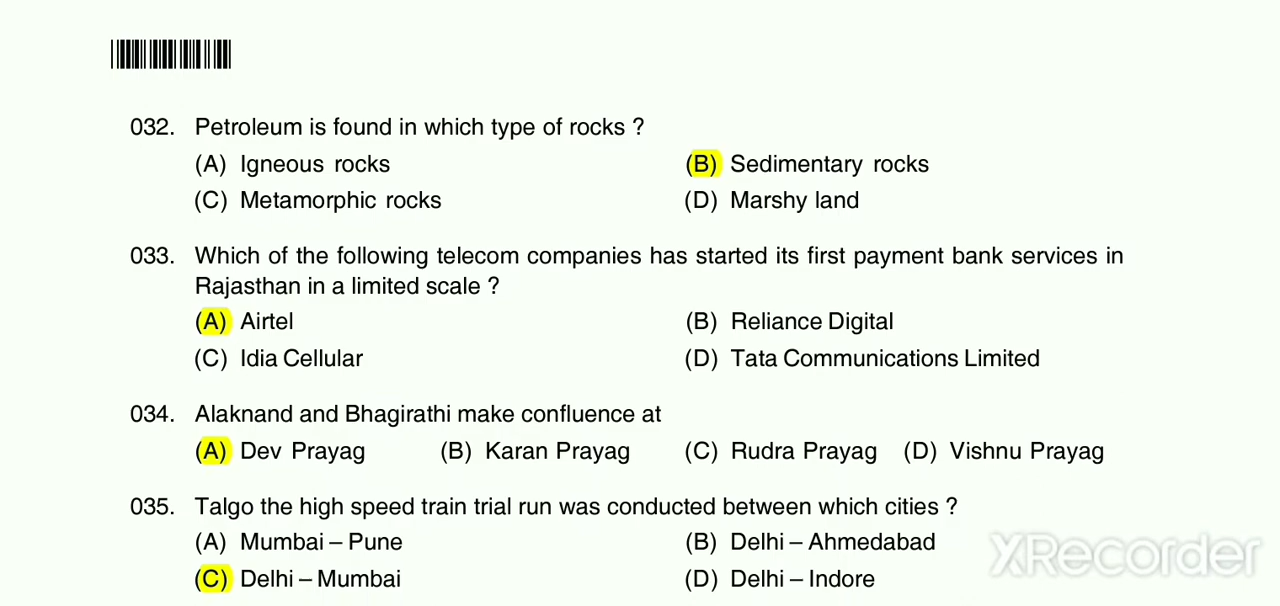 032. Petroleum is found in which type of rocks ?
(A) Igneous rocks (B) Sedimentary rocks
(C) Metamorphic rocks (D) Marshy land
033. Which of the following telecom companies has started its first payment bank services in
Rajasthan in a limited scale ?
(A) Airtel (B) Reliance Digital
(C) Idia Cellular (D) Tata Communications Limited
034. Alaknand and Bhagirathi make confluence at
(A) Dev Prayag (B) Karan Prayag (C) Rudra Prayag (D) Vishnu Prayag
035. Talgo the high speed train trial run was conducted between which cities ?
(A) Mumbai – Pune (B) Delhi – Ahmedabad
(C) Delhi – Mumbai (D) Delhi – Indore
XRecorder